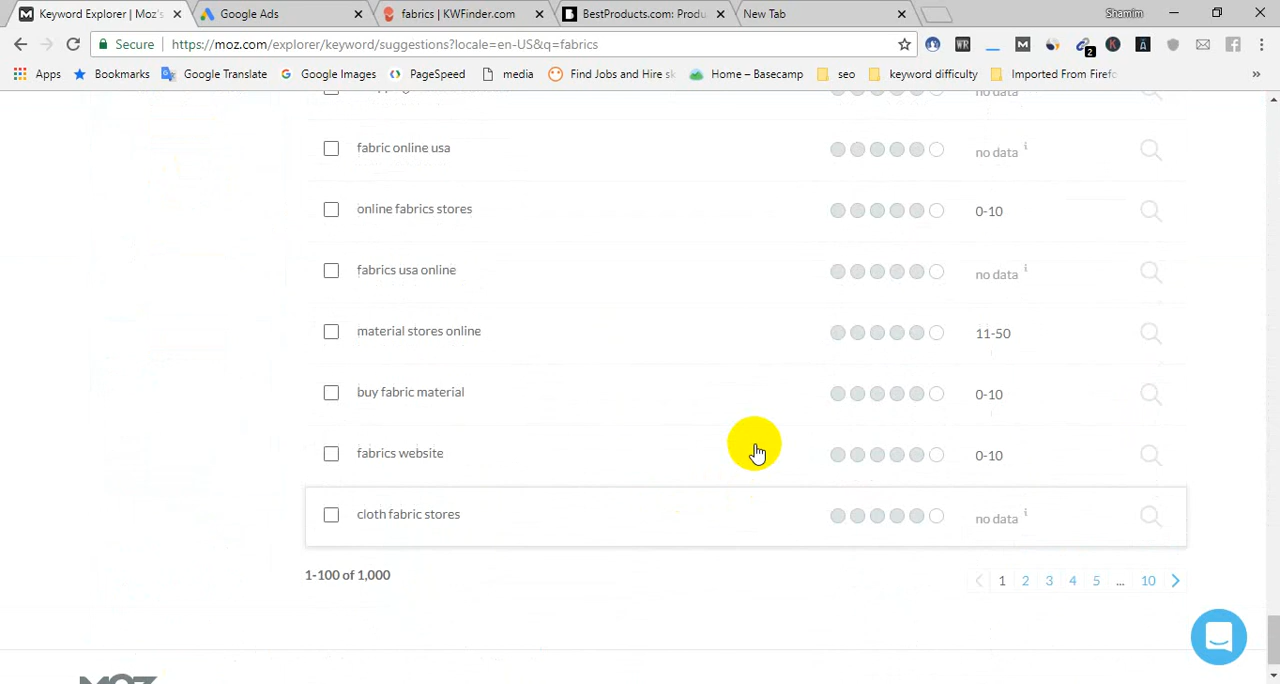 Keyword Explorer | Moz's
Google Ads
fabrics | KWFinder.com
BestProducts.com: Produ
New Tab
Shamim
Secure
https://moz.com/explorer/keyword/suggestions?locale=en-US&q=fabrics
WR
M
2
K
Apps
Bookmarks
Google Translate
Google Images
PageSpeed
media
Find Jobs and Hire sk
Home – Basecamp
seo
keyword difficulty
Imported From Firefo
no data
fabric online usa
no data i
online fabrics stores
0-10
fabrics usa online
no data i
material stores online
11-50
buy fabric material
0-10
fabrics website
0-10
cloth fabric stores
no data i
1-100 of 1,000
1 2 3 4 5 ... 10
MOZ